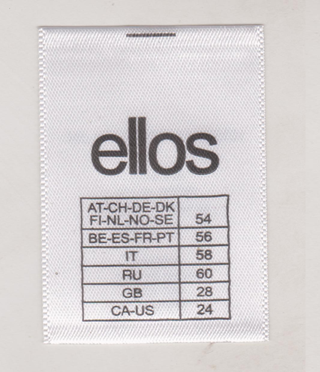 ellos
AT-CH-DE-DK
FI-NL-NO-SE 54
BE-ES-FR-PT 56
IT 58
RU 60
GB 28
CA-US 24